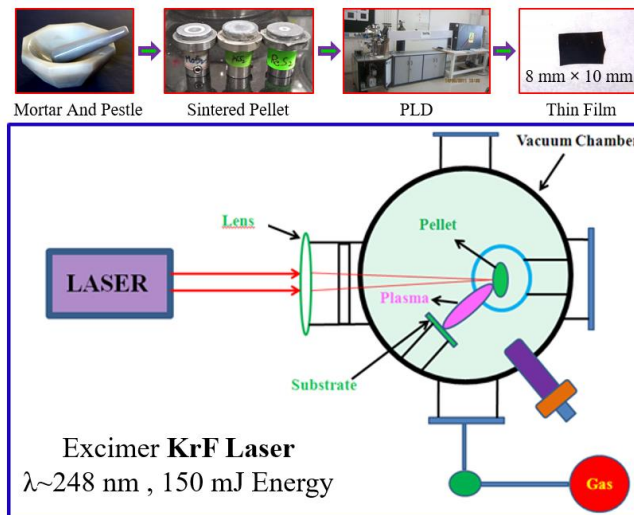 8 mm × 10 mm
Mortar And Pestle
Sintered Pellet
PLD
Thin Film
Vacuum Chamber
Lens
Pellet
LASER
Plasma
Substrate
Excimer KrF Laser
λ~248 nm , 150 mJ Energy
Gas